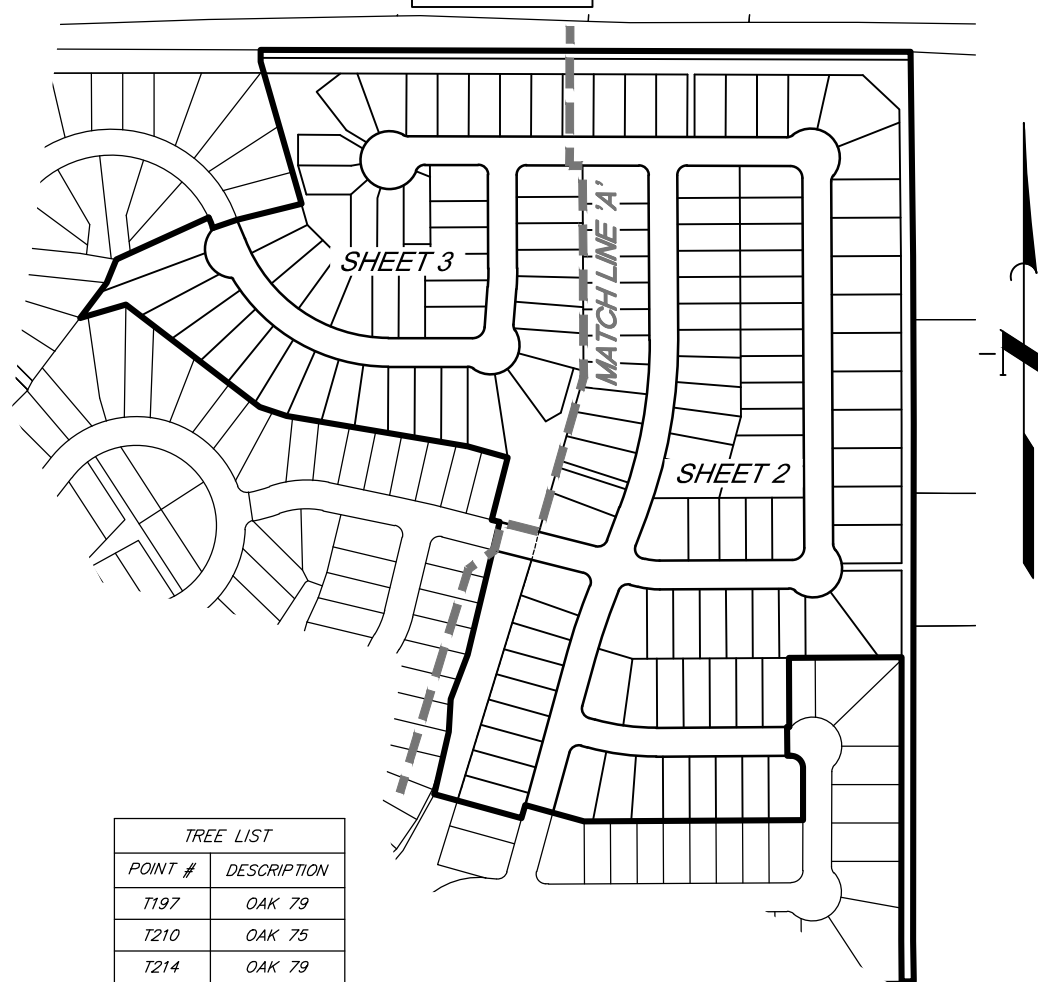 SHEET 3
MATCH LINE 'A'
SHEET 2
TREE LIST
POINT # DESCRIPTION
T197 OAK 79
T210 OAK 75
T214 OAK 79